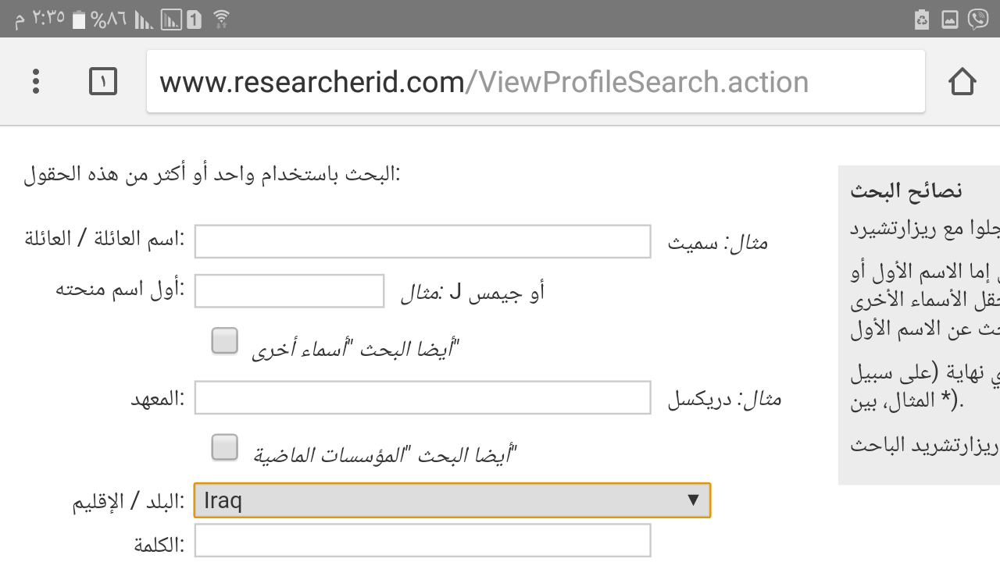 م ٢:٣٥ %٨٦ 1
١
www.researcherid.com/ViewProfileSearch.action
البحث باستخدام واحد أو أكثر من هذه الحقول:
اسم العائلة / العائلة:
مثال: سميث
أول اسم منحته:
مثال: J أو جيمس
أيضا البحث "أسماء أخرى"
المعهد:
مثال: دريكسل
أيضا البحث "المؤسسات الماضية"
البلد / الإقليم:
Iraq
الكلمة:
نصائح البحث
جلوا مع ريزارتشيرد
إما الاسم الأول أو
حقل الأسماء الأخرى
عن الاسم الأول
نهاية (على سبيل
المثال، بين *).
ريزارتشريد الباحث